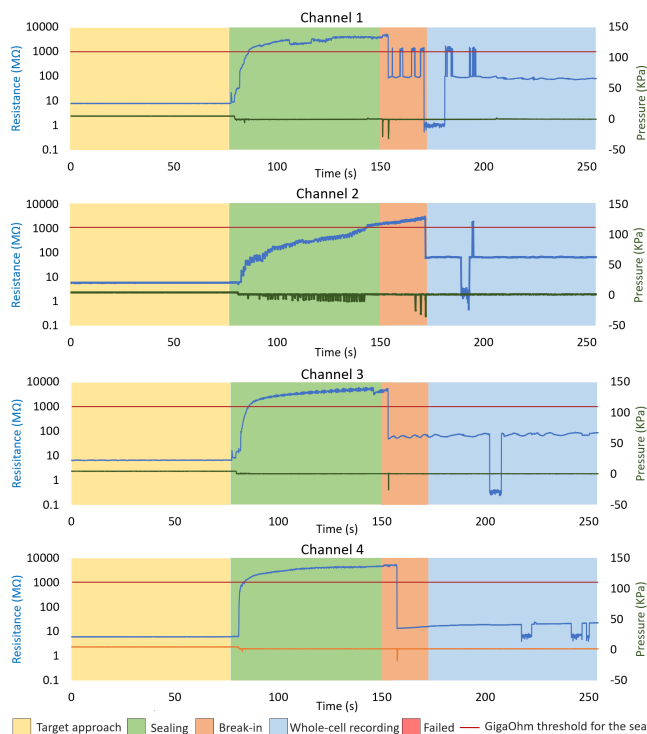 Channel 1
Resistance (MΩ)
10000
1000
100
10
1
0.1
0 50 100 150 200 250
Time (s)
150
100
50
0
-50
Pressure (KPa)
Channel 2
Resistance (MΩ)
10000
1000
100
10
1
0.1
0 50 100 150 200 250
Time (s)
150
100
50
0
-50
Pressure (KPa)
Channel 3
Resisitance (MΩ)
10000
1000
100
10
1
0.1
0 50 100 150 200 250
Time (s)
150
100
50
0
-50
Pressure (KPa)
Channel 4
Resisitance (MΩ)
10000
1000
100
10
1
0.1
0 50 100 150 200 250
Time (s)
150
100
50
0
-50
Pressure (KPa)
Target approach Sealing Break-in Whole-cell recording Failed GigaOhm threshold for the sea